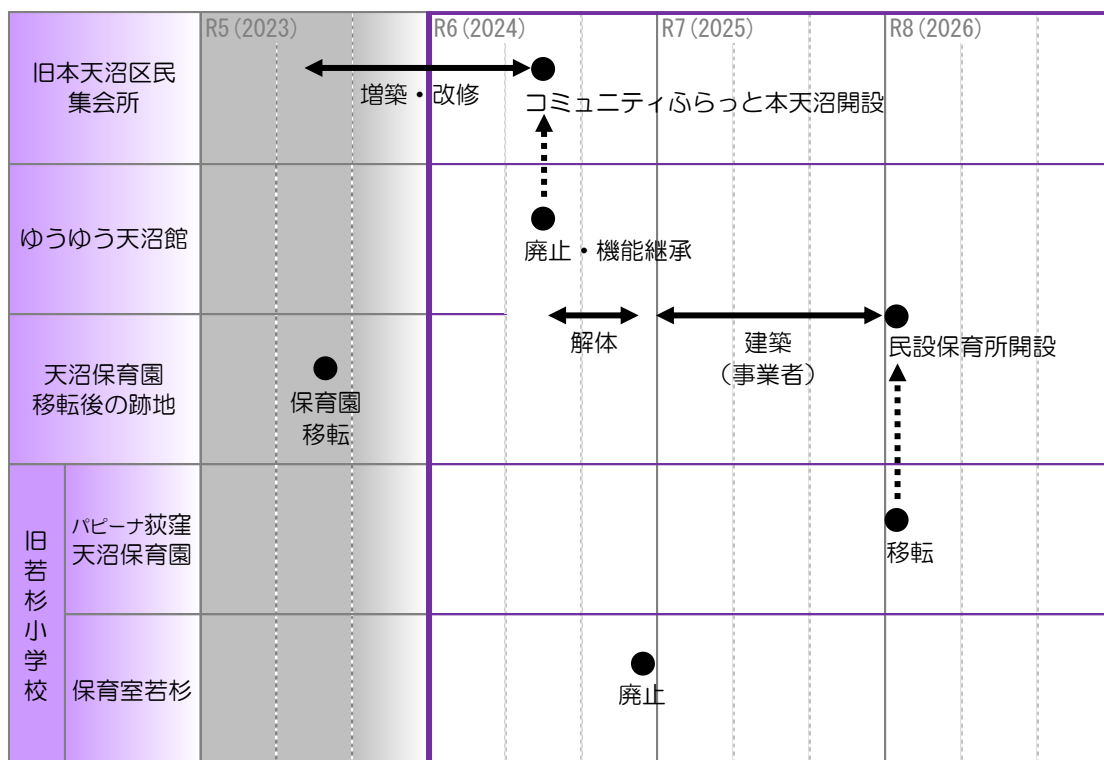 R5(2023)
R6(2024)
R7(2025)
R8(2026)
旧本天沼区民
集会所
増築・改修
コミュニティふらっと本天沼開設
ゆうゆう天沼館
廃止・機能継承
天沼保育園
移転後の跡地
保育園
移転
解体
建築
（事業者）
民設保育所開設
旧若杉小学校
パピーナ荻窪
天沼保育園
移転
保育室若杉
廃止